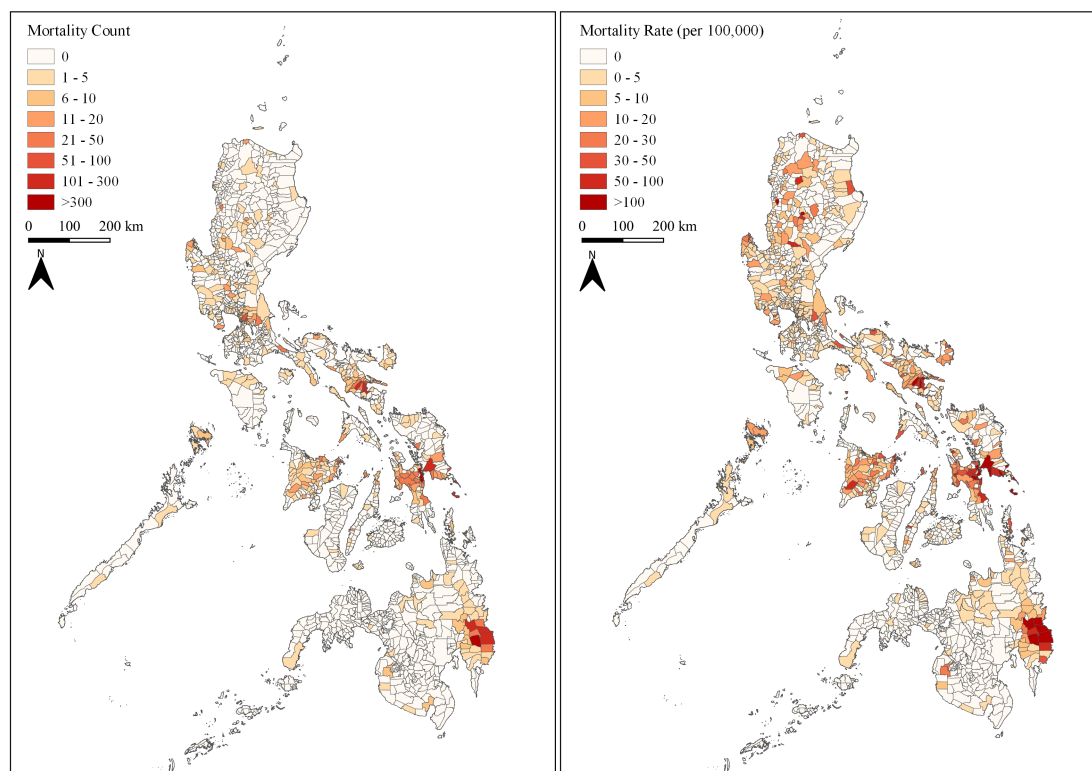 Mortality Count
0
1 - 5
6 - 10
11 - 20
21 - 50
51 - 100
101 - 300
>300
0 100 200 km
N
Mortality Rate (per 100,000)
0
0 - 5
5 - 10
10 - 20
20 - 30
30 - 50
50 - 100
>100
0 100 200 km
N